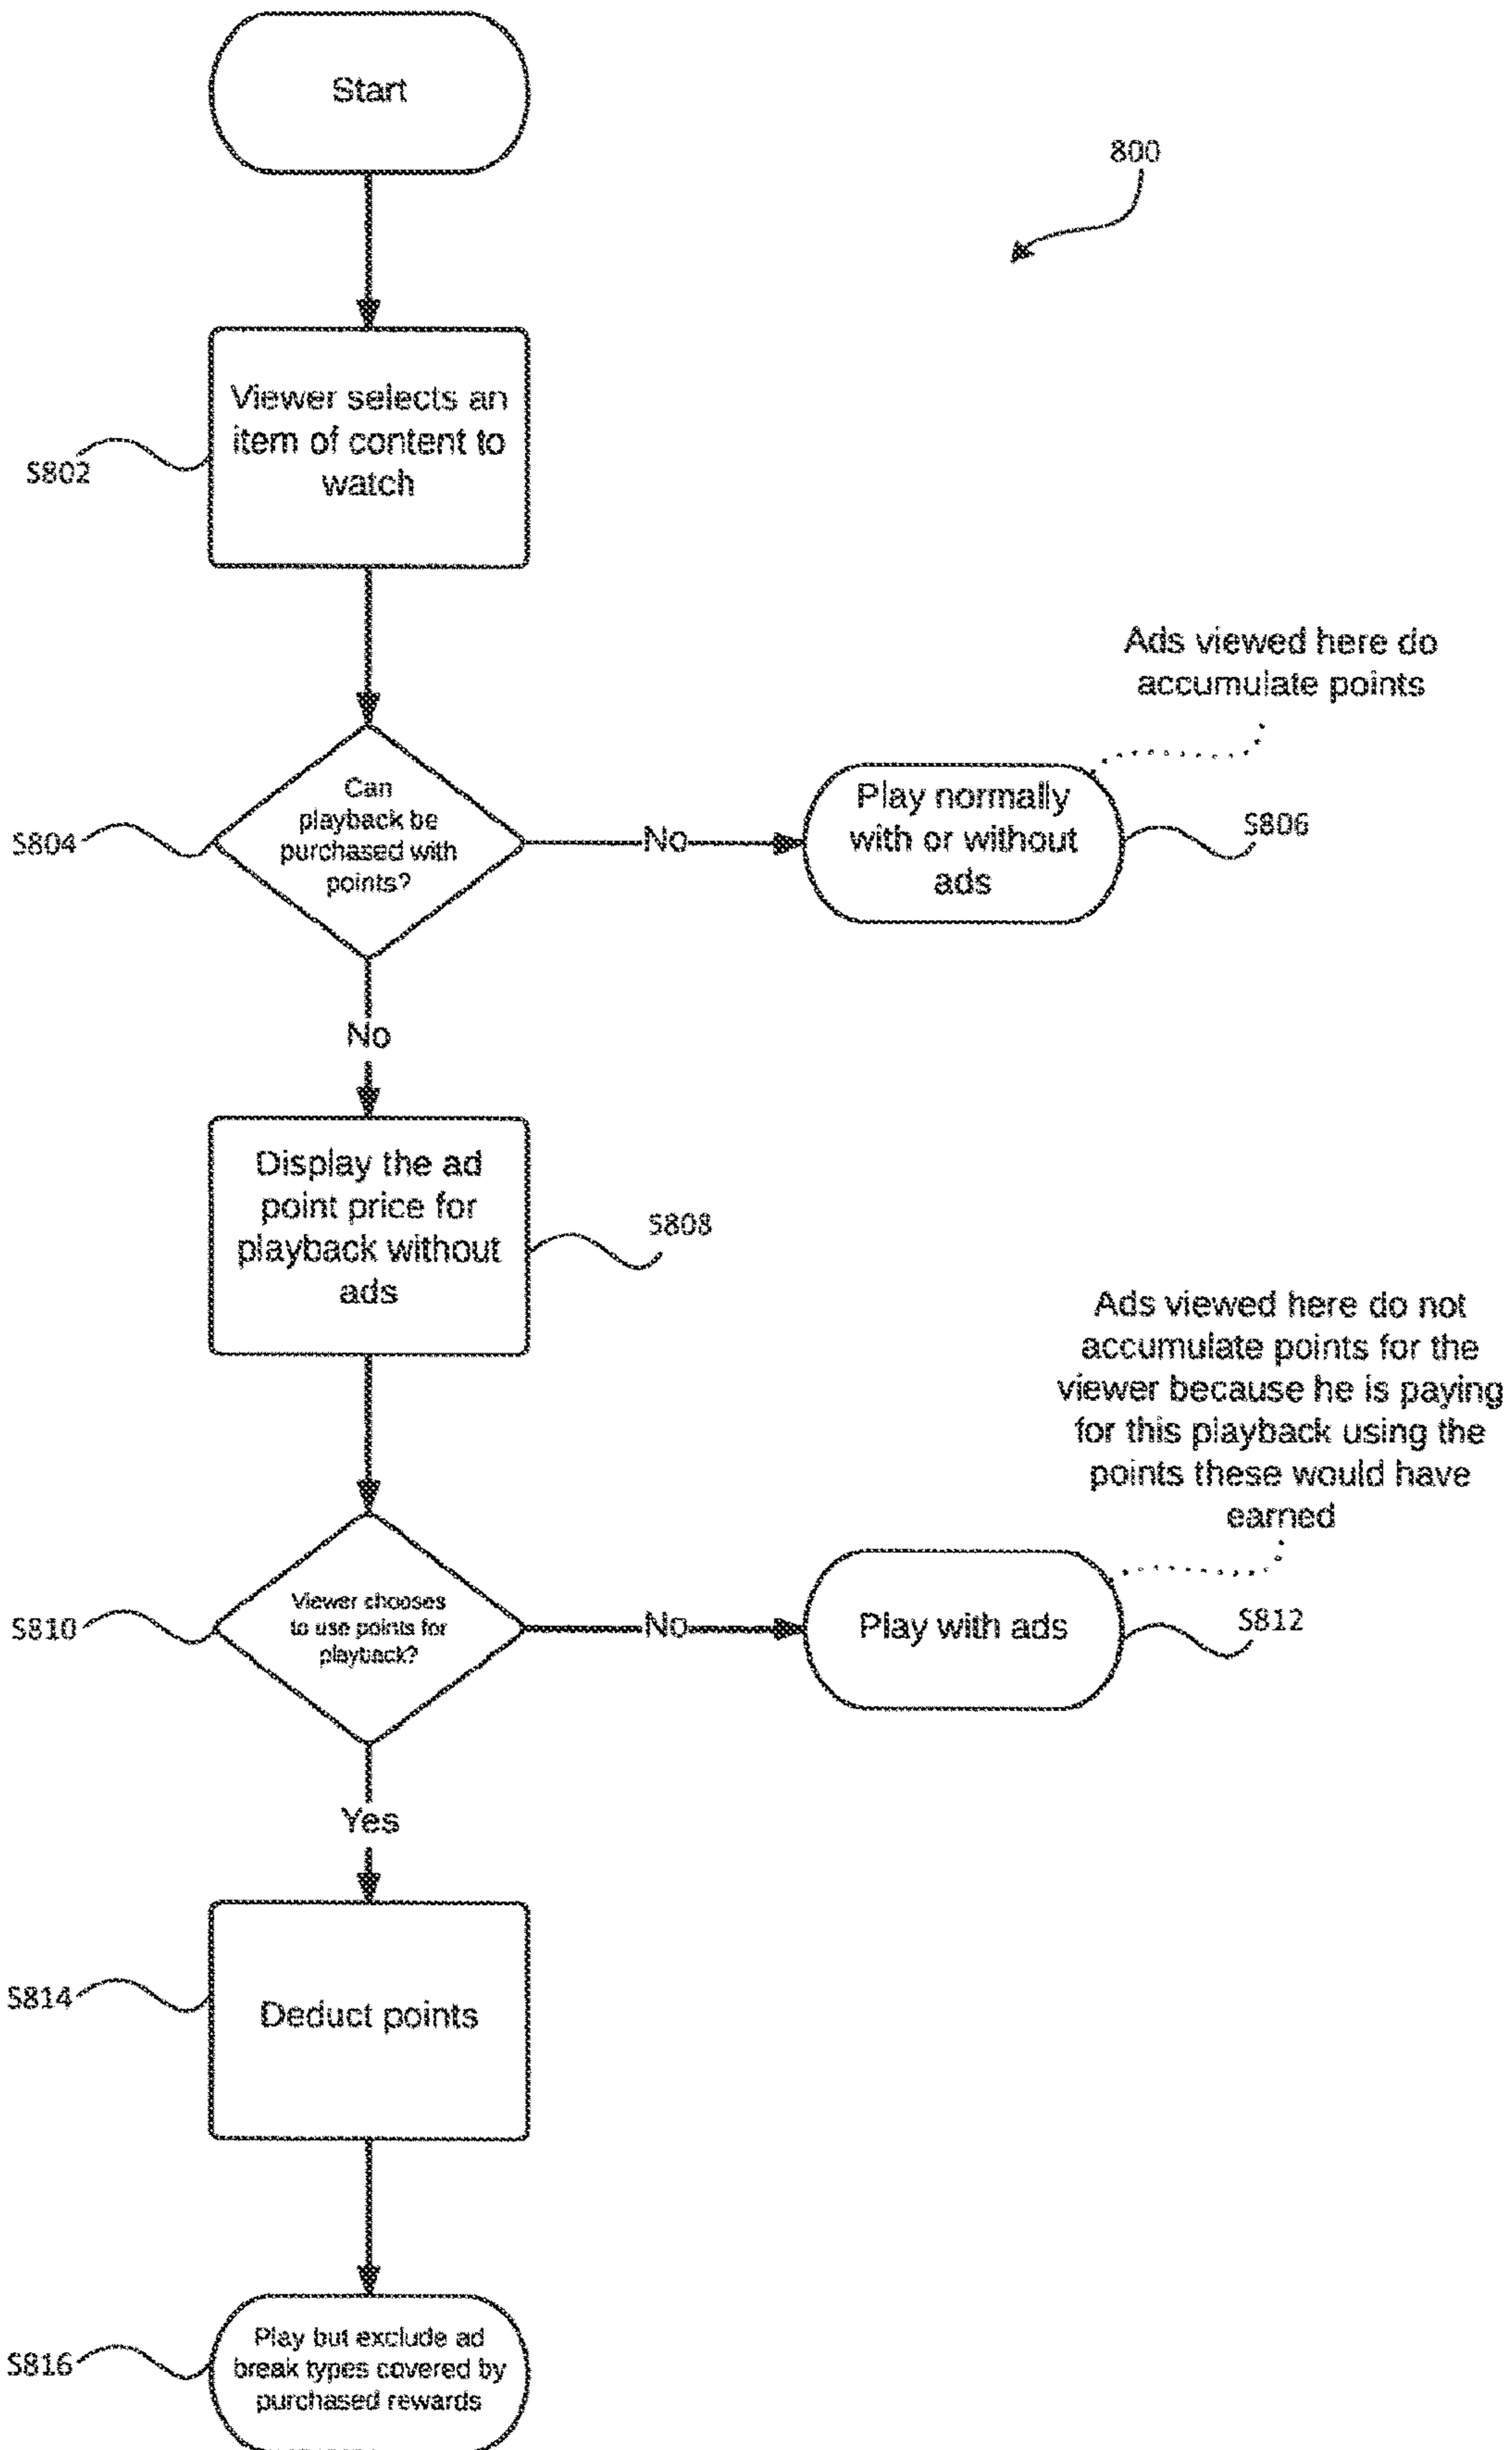 Start
800
Viewer selects an
item of content to
watch
S802
Ads viewed here do
accumulate points
Can
playback be
purchased with
points?
S804
No
Play normally
with or without
ads
S806
No
Display the ad
point price for
playback without
ads
S808
Ads viewed here do not
accumulate points for the
viewer because he is paying
for this playback using the
points these would have
earned
Viewer chooses
to use points for
playback?
S810
No
Play with ads
S812
Yes
S814
Deduct points
Play but exclude ad
break types covered by
purchased rewards
S816